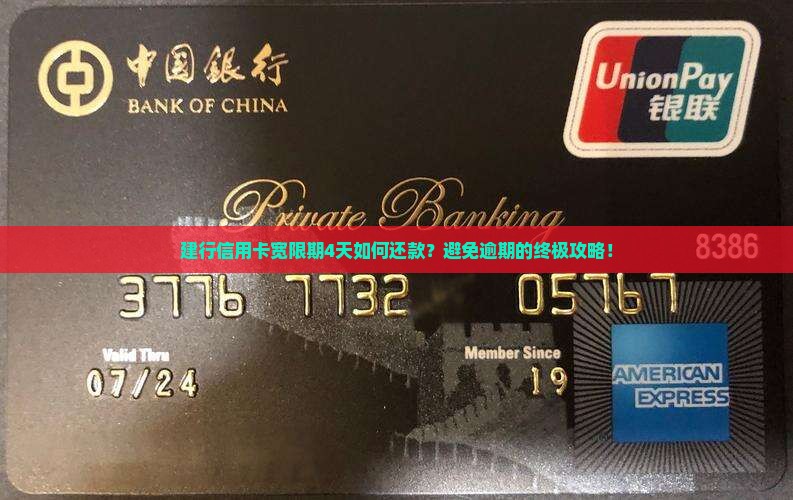 中国銀行
BANK OF CHINA
UnionPay
银联
Private Banking
建行信用卡宽限期4天如何还款？避免逾期的终极攻略！
8386
3776 7732 05767
Valid Thru
Member Since
07/24
19
AMERICAN
EXPRESS